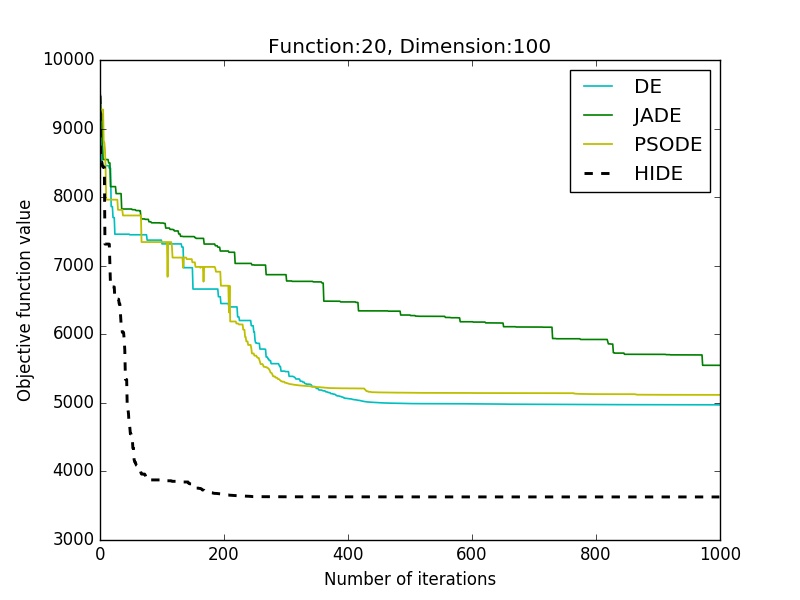 Function:20, Dimension:100
10000
9000
8000
7000
6000
5000
4000
3000
Objective function value
0
200
400
600
800
1000
Number of iterations
DE
JADE
PSODE
HIDE